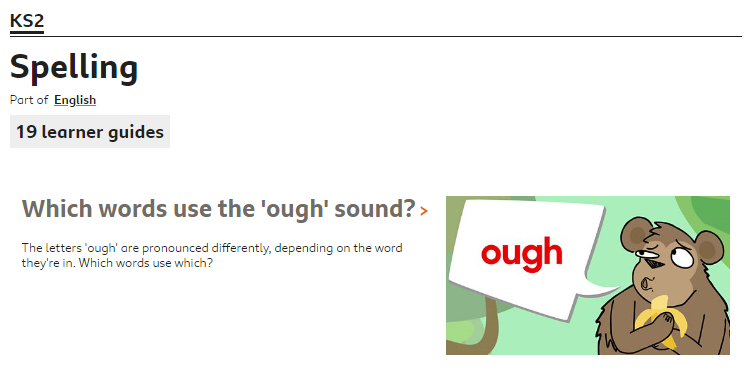 KS2
Spelling
Part of English
19 learner guides
Which words use the 'ough' sound? >
The letters 'ough' are pronounced differently, depending on the word
they're in. Which words use which?
ough